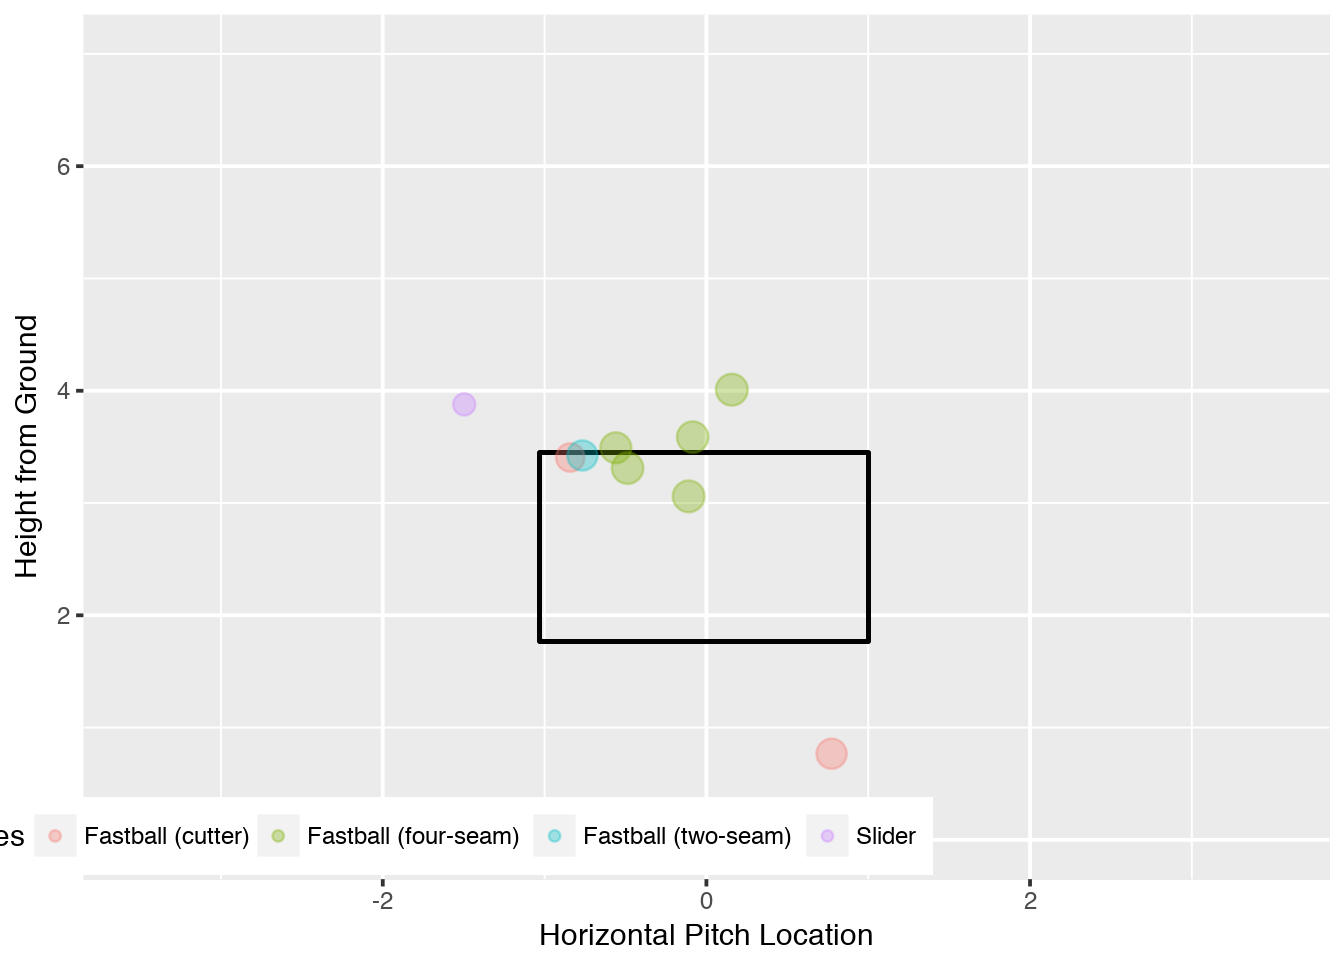 6
4
2
Height from Ground
es Fastball (cutter) Fastball (four-seam) Fastball (two-seam) Slider
-2 0 2
Horizontal Pitch Location